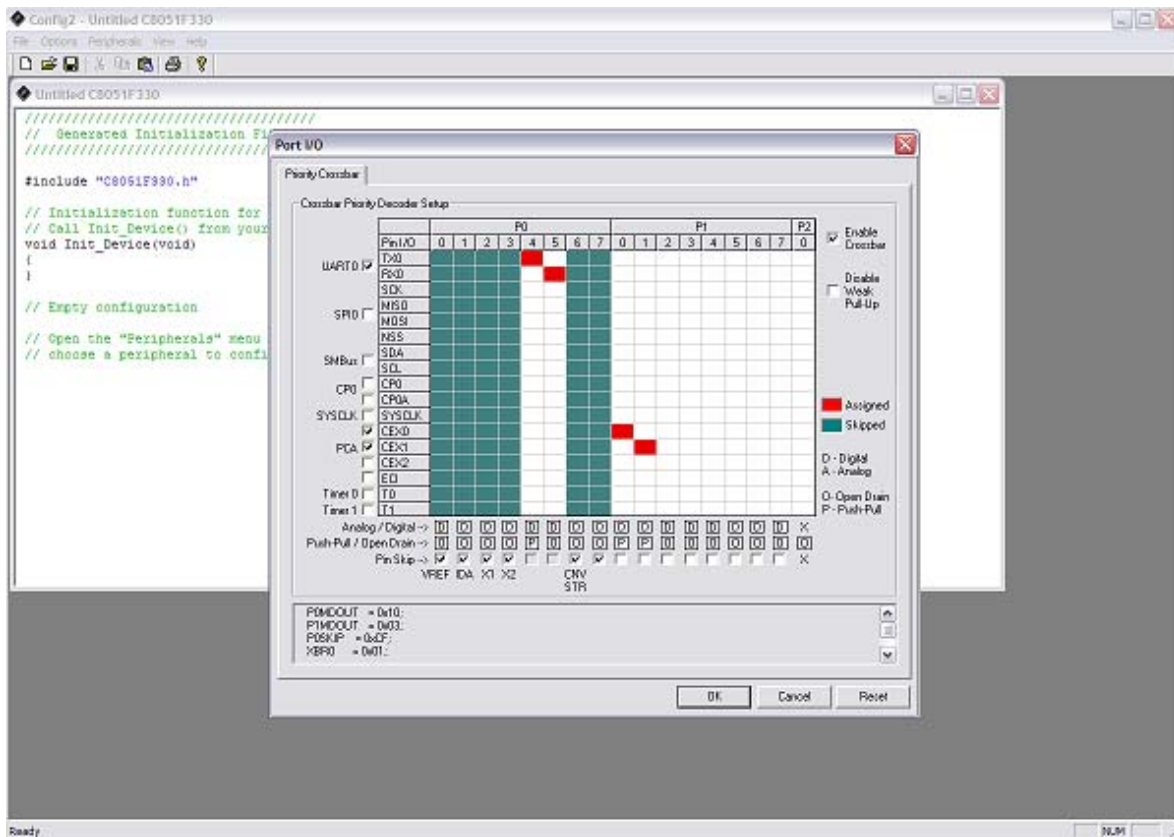 Config2 - Untitled C8051F330
File Options Peripherals View Help
Untitled C8051F330
/////////////////////////////////////
// Generated Initialization Fi
#include "C8051F330.h"
// Initialization function for
// Call Init_Device() from your
void Init_Device(void)
{
}
// Empty configuration
// Open the "Peripherals" menu
// choose a peripheral to confi
Port I/O
Priority Crossbar
Crossbar Priority Decoder Setup
P0 P1 P2
Pin I/O 0 1 2 3 4 5 6 7 0 1 2 3 4 5 6 7 0
UART0 TX0
RX0
SCK
SPI0 MISO
MOSI
NSS
SMBus SDA
SCL
CP0 CP0
CP0A
SYSCLK SYSCLK
CEX0
PCA CEX1
CEX2
ECI
Timer 0 T0
Timer 1 T1
Analog / Digital -> D D D D D D D D D D D D D D D D X
Push-Pull / Open Drain -> O O O O P O O O P P O O O O O O O
Pin Skip -> X
VREF IDA X1 X2 CNV
STR
Enable
Crossbar
Disable
Weak
Pull-Up
Assigned
Skipped
D - Digital
A - Analog
O- Open Drain
P - Push-Pull
P0MDOUT = 0x10;
P1MDOUT = 0x03;
P0SKIP = 0xCF;
XBR0 = 0x01;
OK Cancel Reset
Ready NUM